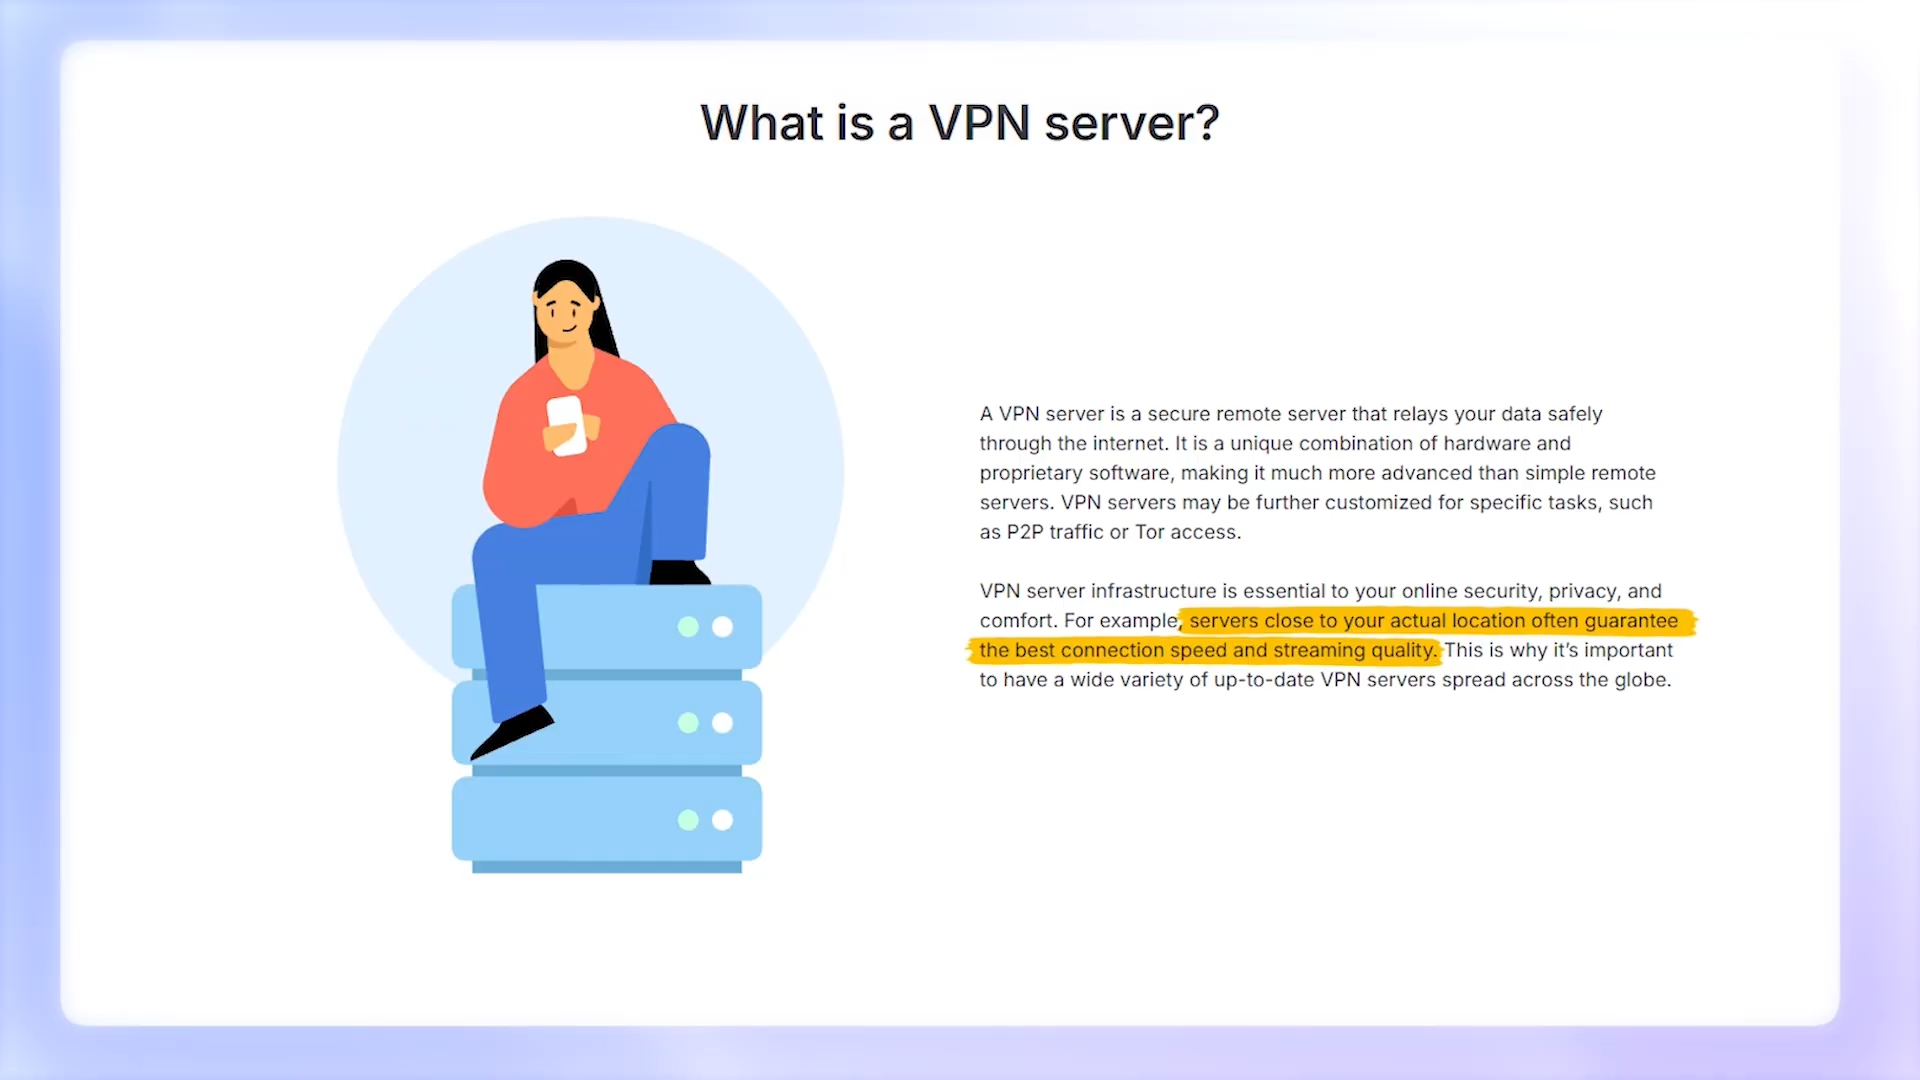 What is a VPN server?
A VPN server is a secure remote server that relays your data safely
through the internet. It is a unique combination of hardware and
proprietary software, making it much more advanced than simple remote
servers. VPN servers may be further customized for specific tasks, such
as P2P traffic or Tor access.
VPN server infrastructure is essential to your online security, privacy, and
comfort. For example, servers close to your actual location often guarantee
the best connection speed and streaming quality. This is why it’s important
to have a wide variety of up-to-date VPN servers spread across the globe.